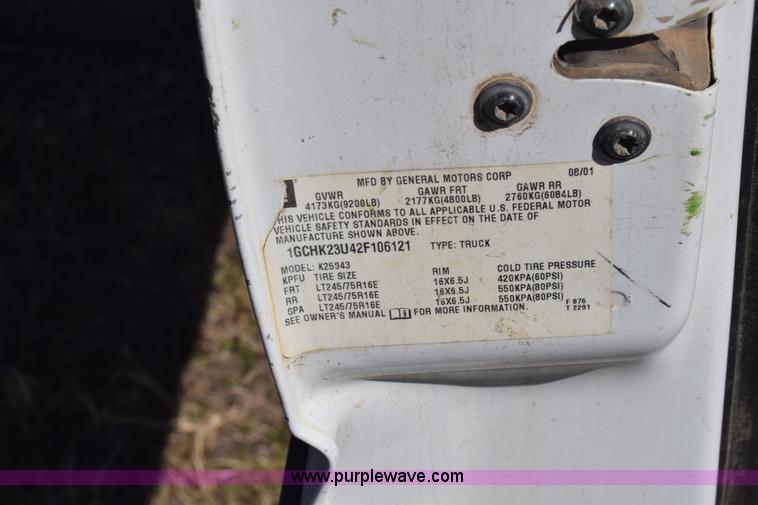 MFD BY GENERAL MOTORS CORP 08/01
GVWR GAWR FRT GAWR RR
4173KG(9200LB) 2177KG(4800LB) 2760KG(6084LB)
THIS VEHICLE CONFORMS TO ALL APPLICABLE U.S. FEDERAL MOTOR
VEHICLE SAFETY STANDARDS IN EFFECT ON THE DATE OF
MANUFACTURE SHOWN ABOVE.
1GCHK23U42F106121 TYPE: TRUCK
MODEL: K25943
KPFU TIRE SIZE RIM COLD TIRE PRESSURE
FRT LT245/75R16E 16X6.5J 420KPA(60PSI)
RR LT245/75R16E 16X6.5J 550KPA(80PSI)
SPA LT245/75R16E 16X6.5J 550KPA(80PSI)
SEE OWNER'S MANUAL FOR MORE INFORMATION.
F 876
T 2291
www.purplewave.com